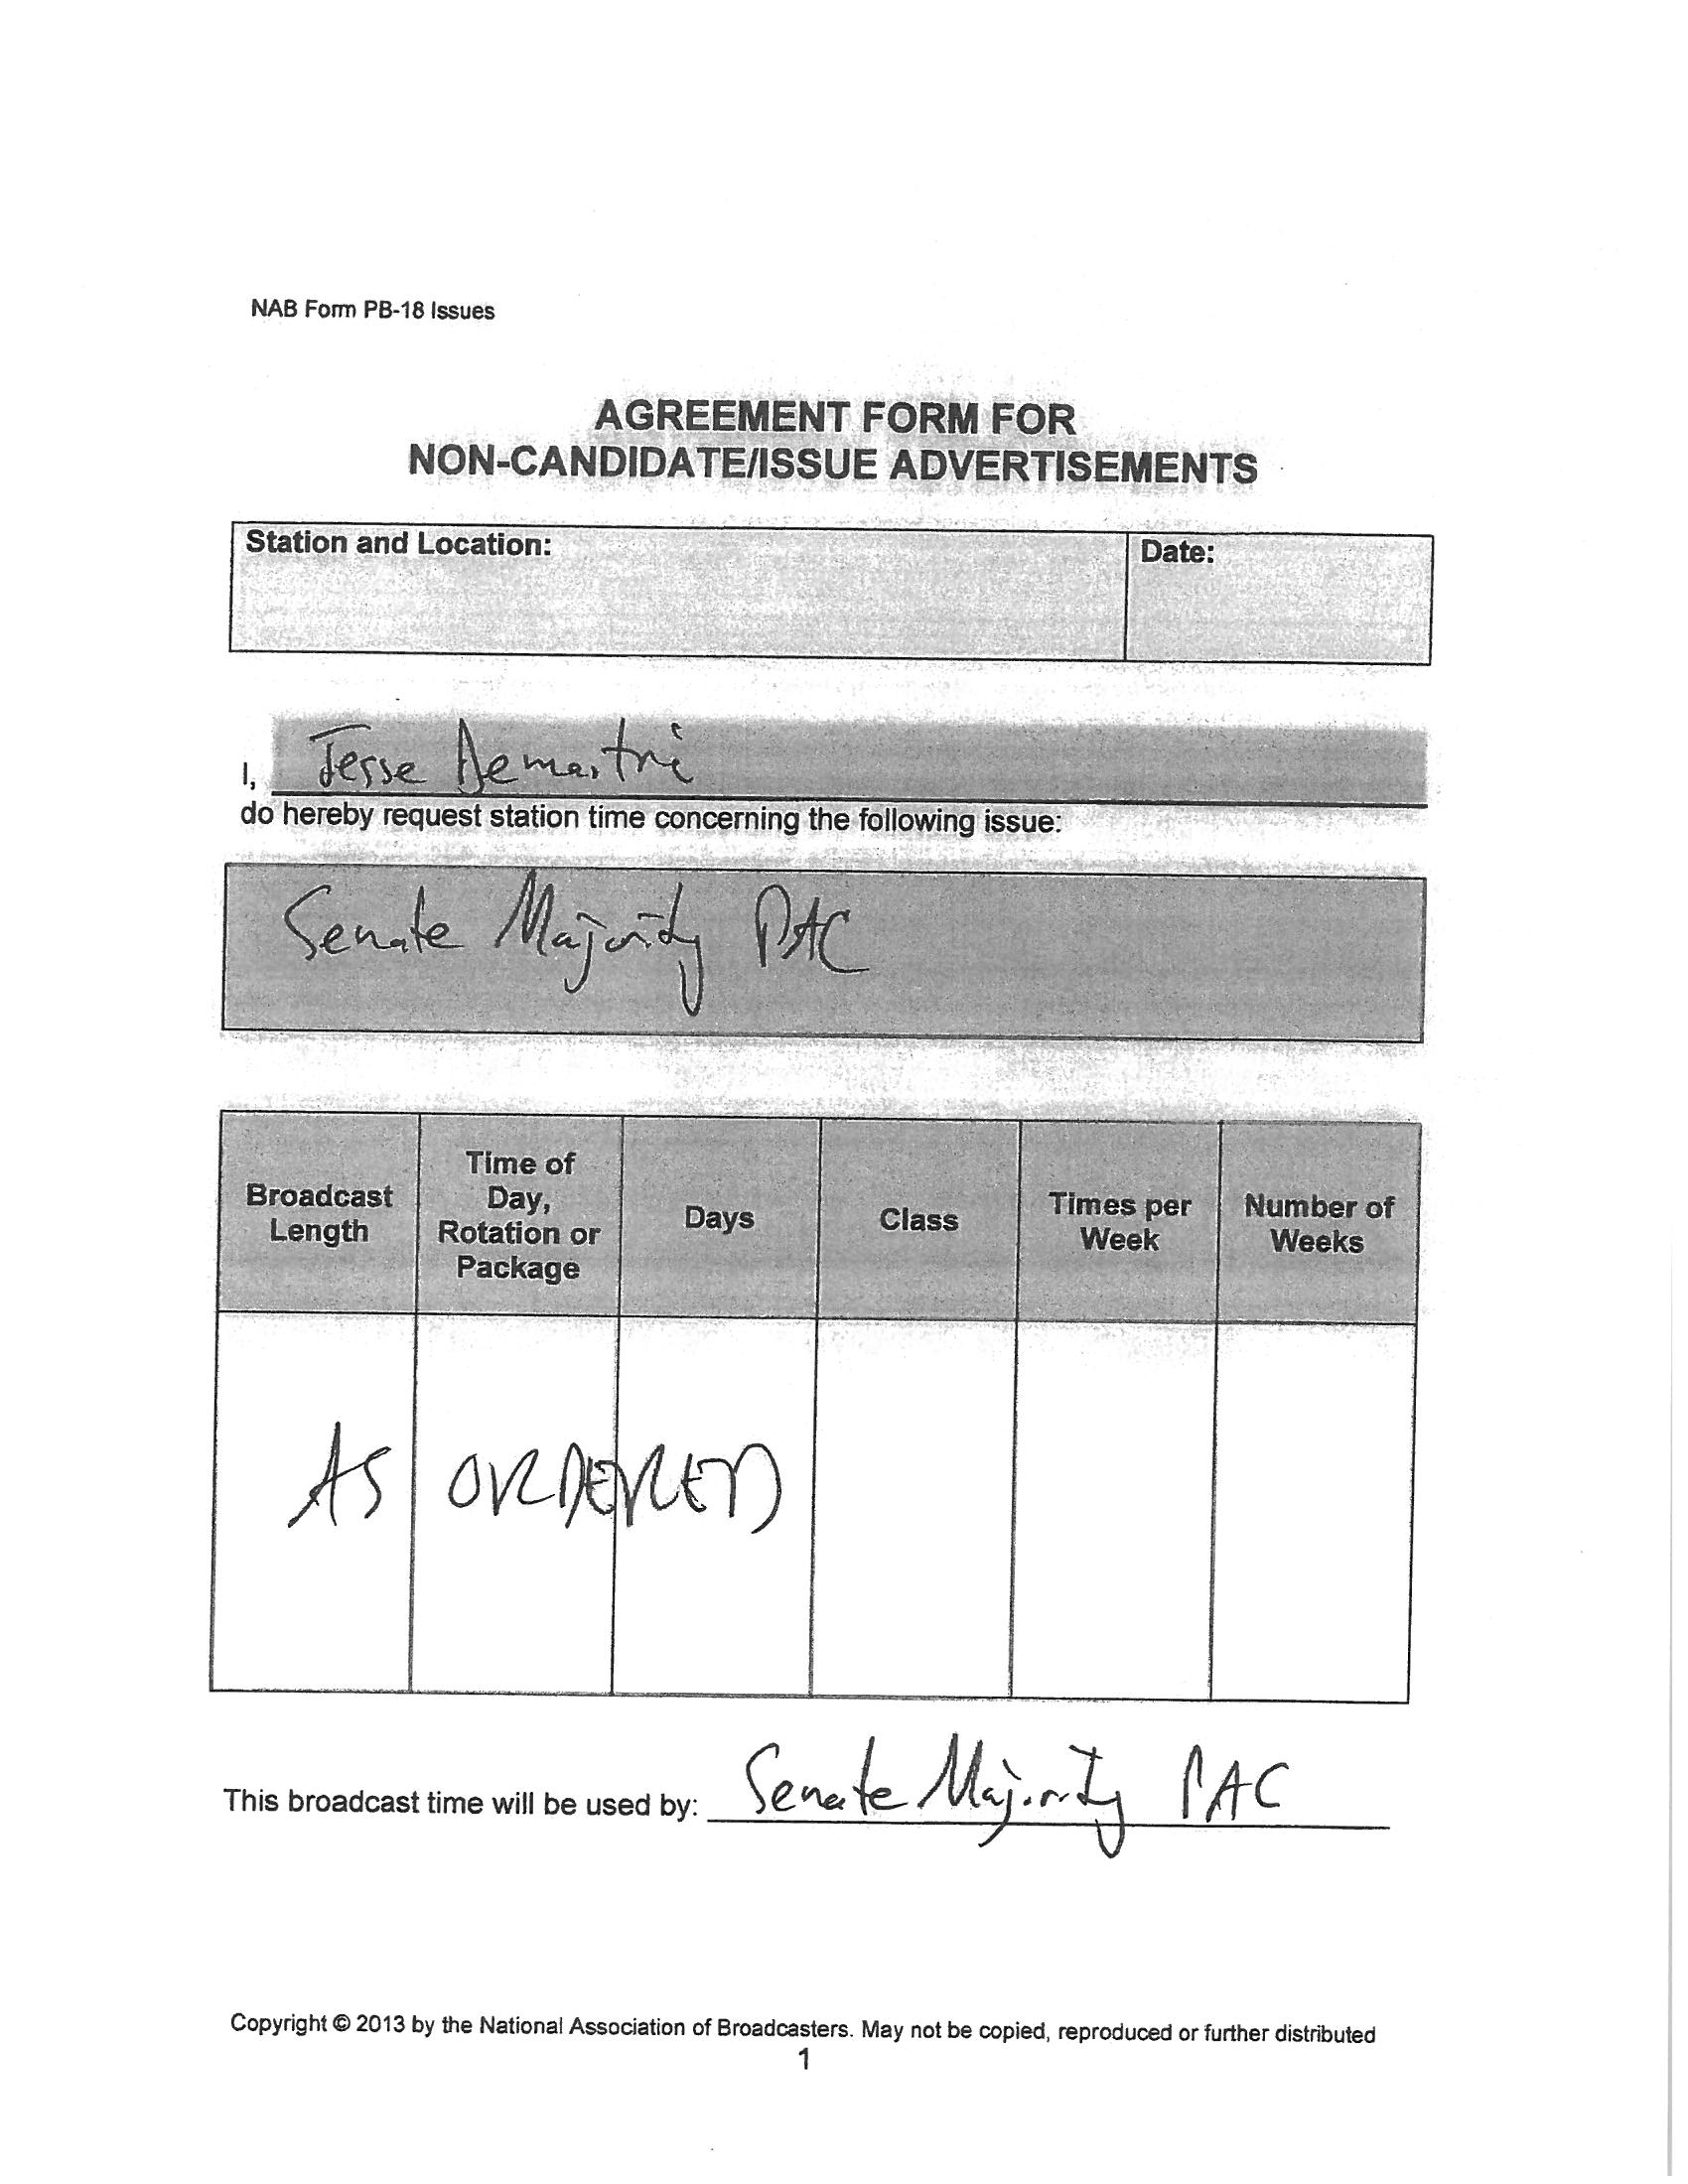 NAB Form PB-18 Issues
AGREEMENT FORM FOR
NON-CANDIDATE/ISSUE ADVERTISEMENTS
Station and Location:
Date:
I, Jesse Demastri
do hereby request station time concerning the following issue:
Senate Majority PAC
Broadcast Length
Time of Day, Rotation or Package
Days
Class
Times per Week
Number of Weeks
AS ORDERED
This broadcast time will be used by: Senate Majority PAC
Copyright © 2013 by the National Association of Broadcasters. May not be copied, reproduced or further distributed
1